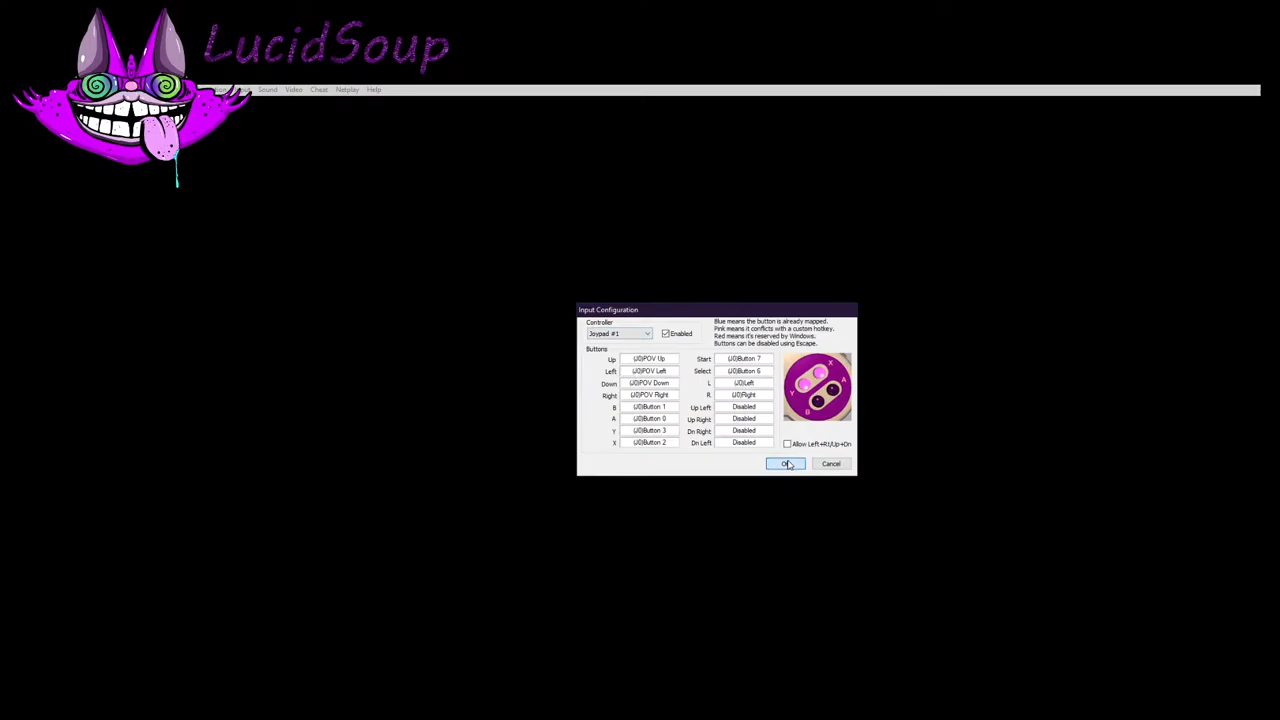 LucidSoup
Sound Video Cheat Netplay Help
Input Configuration
Controller
Joypad #1
Enabled
Blue means the button is already mapped.
Pink means it conflicts with a custom hotkey.
Red means it's reserved by Windows.
Buttons can be disabled using Escape.
Buttons
Up (J0)POV Up Start (J0)Button 7
Left (J0)POV Left Select (J0)Button 6
Down (J0)POV Down L (J0)Left
Right (J0)POV Right R (J0)Right
B (J0)Button 1 Up Left Disabled
A (J0)Button 0 Up Right Disabled
Y (J0)Button 3 Dn Right Disabled
X (J0)Button 2 Dn Left Disabled
X
Y A
B
Allow Left+Rt/Up+Dn
Cancel